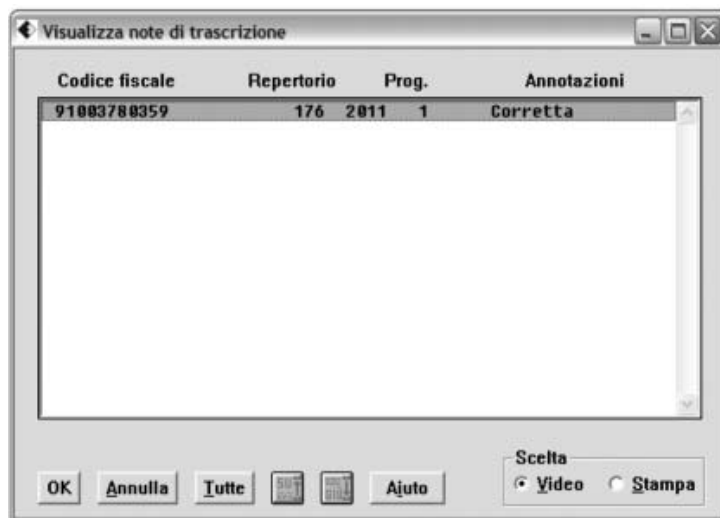 Visualizza note di trascrizione
Codice fiscale Repertorio Prog. Annotazioni
91003780359 176 2011 1 Corretta
Scelta
OK Annulla Tutte Ajuto Video Stampa